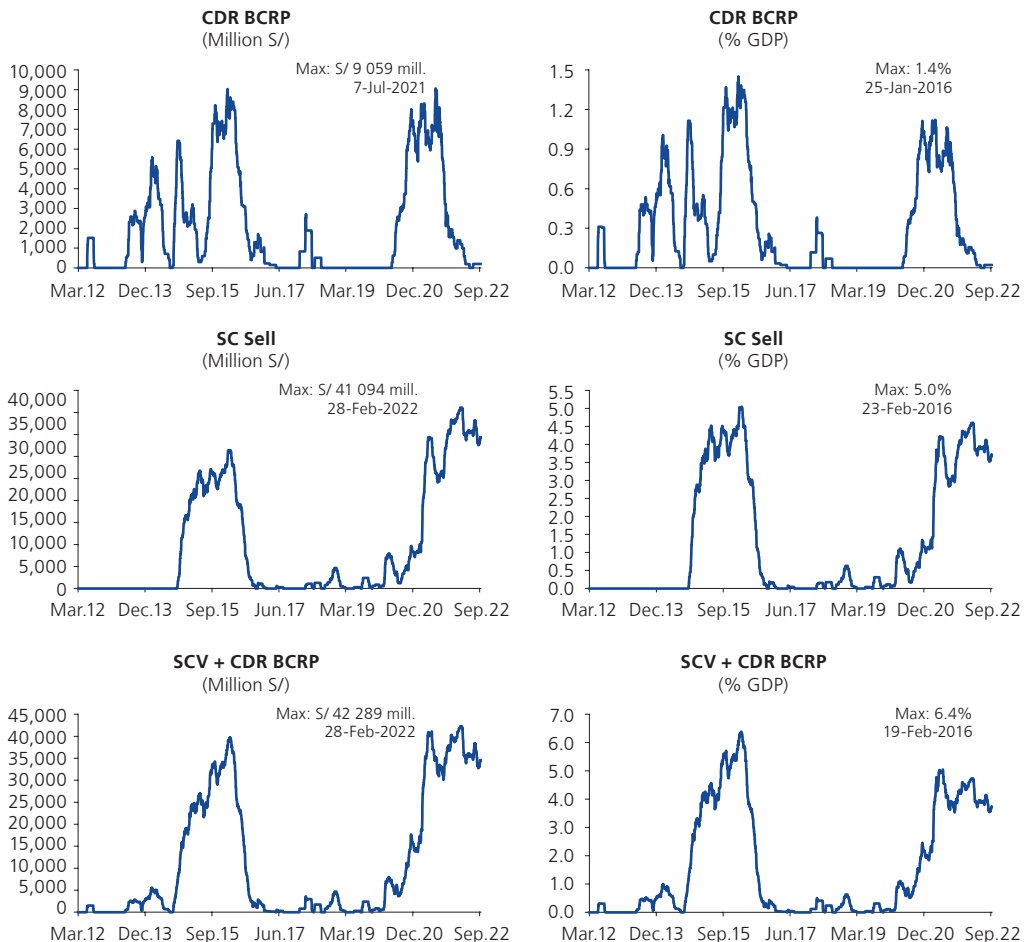 CDR BCRP
(Million S/)
Max: S/ 9 059 mill.
7-Jul-2021
10,000
9,000
8,000
7,000
6,000
5,000
4,000
3,000
2,000
1,000
0
Mar.12 Dec.13 Sep.15 Jun.17 Mar.19 Dec.20 Sep.22
CDR BCRP
(% GDP)
Max: 1.4%
25-Jan-2016
1.5
1.2
0.9
0.6
0.3
0.0
Mar.12 Dec.13 Sep.15 Jun.17 Mar.19 Dec.20 Sep.22
SC Sell
(Million S/)
Max: S/ 41 094 mill.
28-Feb-2022
40,000
35,000
30,000
25,000
20,000
15,000
10,000
5,000
0
Mar.12 Dec.13 Sep.15 Jun.17 Mar.19 Dec.20 Sep.22
SC Sell
(% GDP)
Max: 5.0%
23-Feb-2016
5.5
5.0
4.5
4.0
3.5
3.0
2.5
2.0
1.5
1.0
0.5
0.0
Mar.12 Dec.13 Sep.15 Jun.17 Mar.19 Dec.20 Sep.22
SCV + CDR BCRP
(Million S/)
Max: S/ 42 289 mill.
28-Feb-2022
45,000
40,000
35,000
30,000
25,000
20,000
15,000
10,000
5,000
0
Mar.12 Dec.13 Sep.15 Jun.17 Mar.19 Dec.20 Sep.22
SCV + CDR BCRP
(% GDP)
Max: 6.4%
19-Feb-2016
7.0
6.0
5.0
4.0
3.0
2.0
1.0
0.0
Mar.12 Dec.13 Sep.15 Jun.17 Mar.19 Dec.20 Sep.22